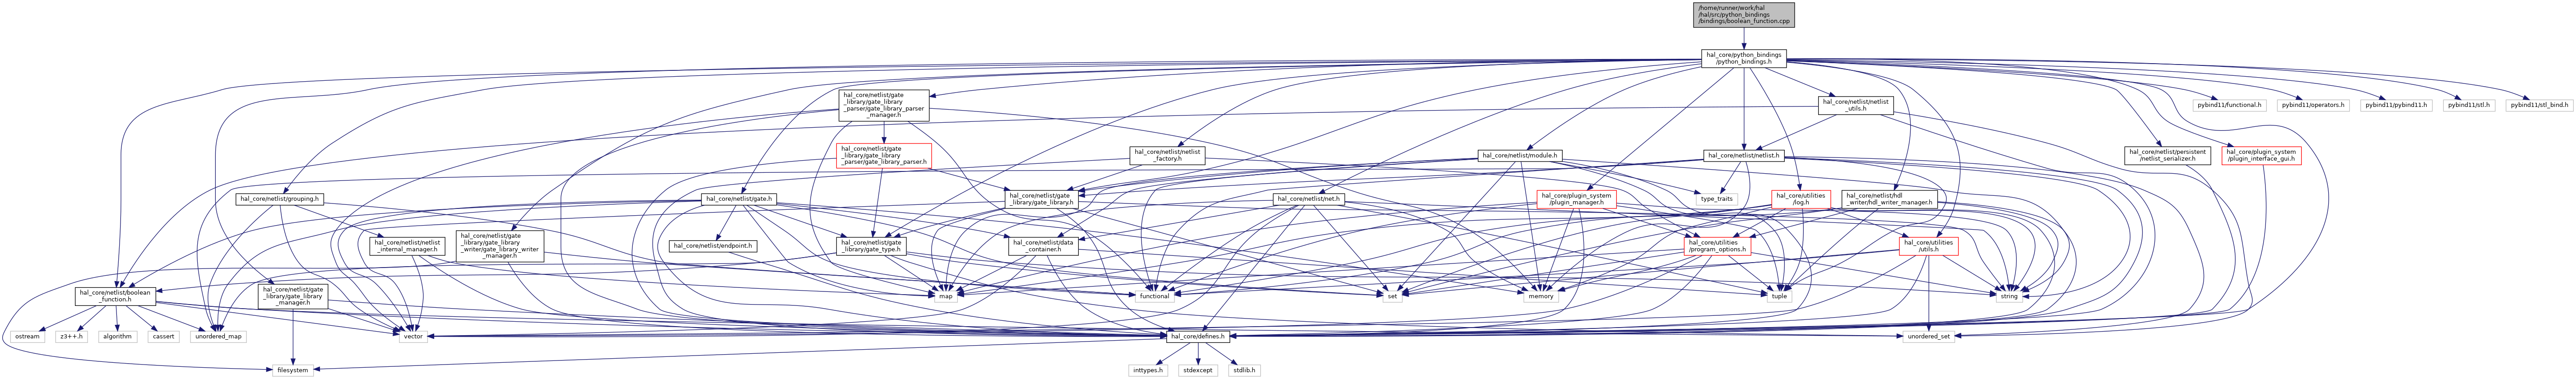 /home/runner/work/hal
/hal/src/python_bindings
/bindings/boolean_function.cpp
hal_core/python_bindings
/python_bindings.h
hal_core/netlist/gate
_library/gate_library
_parser/gate_library_parser
_manager.h
hal_core/netlist/netlist
_utils.h
pybind11/functional.h
pybind11/operators.h
pybind11/pybind11.h
pybind11/stl.h
pybind11/stl_bind.h
hal_core/netlist/gate
_library/gate_library
_parser/gate_library_parser.h
hal_core/netlist/netlist
_factory.h
hal_core/netlist/module.h
hal_core/netlist/netlist.h
hal_core/netlist/persistent
/netlist_serializer.h
hal_core/plugin_system
/plugin_interface_gui.h
hal_core/netlist/grouping.h
hal_core/netlist/gate.h
hal_core/netlist/gate
_library/gate_library.h
hal_core/netlist/net.h
hal_core/plugin_system
/plugin_manager.h
type_traits
hal_core/utilities
/log.h
hal_core/netlist/hdl
_writer/hdl_writer_manager.h
hal_core/netlist/netlist
_internal_manager.h
hal_core/netlist/gate
_library/gate_library
_writer/gate_library_writer
_manager.h
hal_core/netlist/endpoint.h
hal_core/netlist/gate
_library/gate_type.h
hal_core/netlist/data
_container.h
hal_core/utilities
/program_options.h
hal_core/utilities
/utils.h
hal_core/netlist/boolean
_function.h
hal_core/netlist/gate
_library/gate_library
_manager.h
map
functional
set
memory
tuple
string
ostream
z3++.h
algorithm
cassert
unordered_map
vector
hal_core/defines.h
unordered_set
filesystem
inttypes.h
stdexcept
stdlib.h